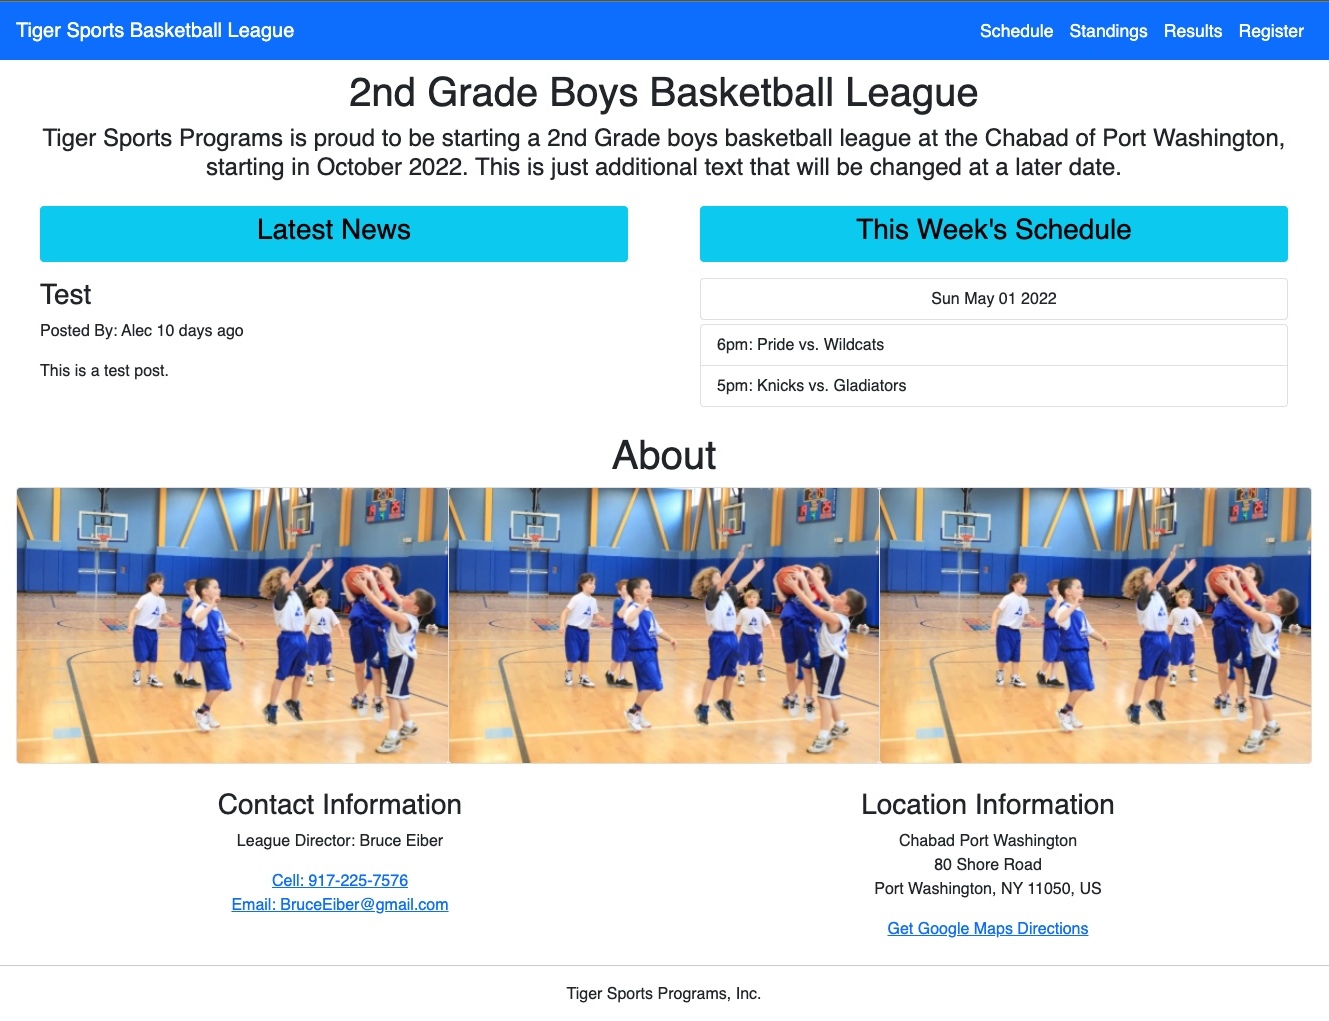 Tiger Sports Basketball League
Schedule Standings Results Register
2nd Grade Boys Basketball League
Tiger Sports Programs is proud to be starting a 2nd Grade boys basketball league at the Chabad of Port Washington,
starting in October 2022. This is just additional text that will be changed at a later date.
Latest News
Test
Posted By: Alec 10 days ago
This is a test post.
This Week's Schedule
Sun May 01 2022
6pm: Pride vs. Wildcats
5pm: Knicks vs. Gladiators
About
Contact Information
League Director: Bruce Eiber
Cell: 917-225-7576
Email: BruceEiber@gmail.com
Location Information
Chabad Port Washington
80 Shore Road
Port Washington, NY 11050, US
Get Google Maps Directions
Tiger Sports Programs, Inc.